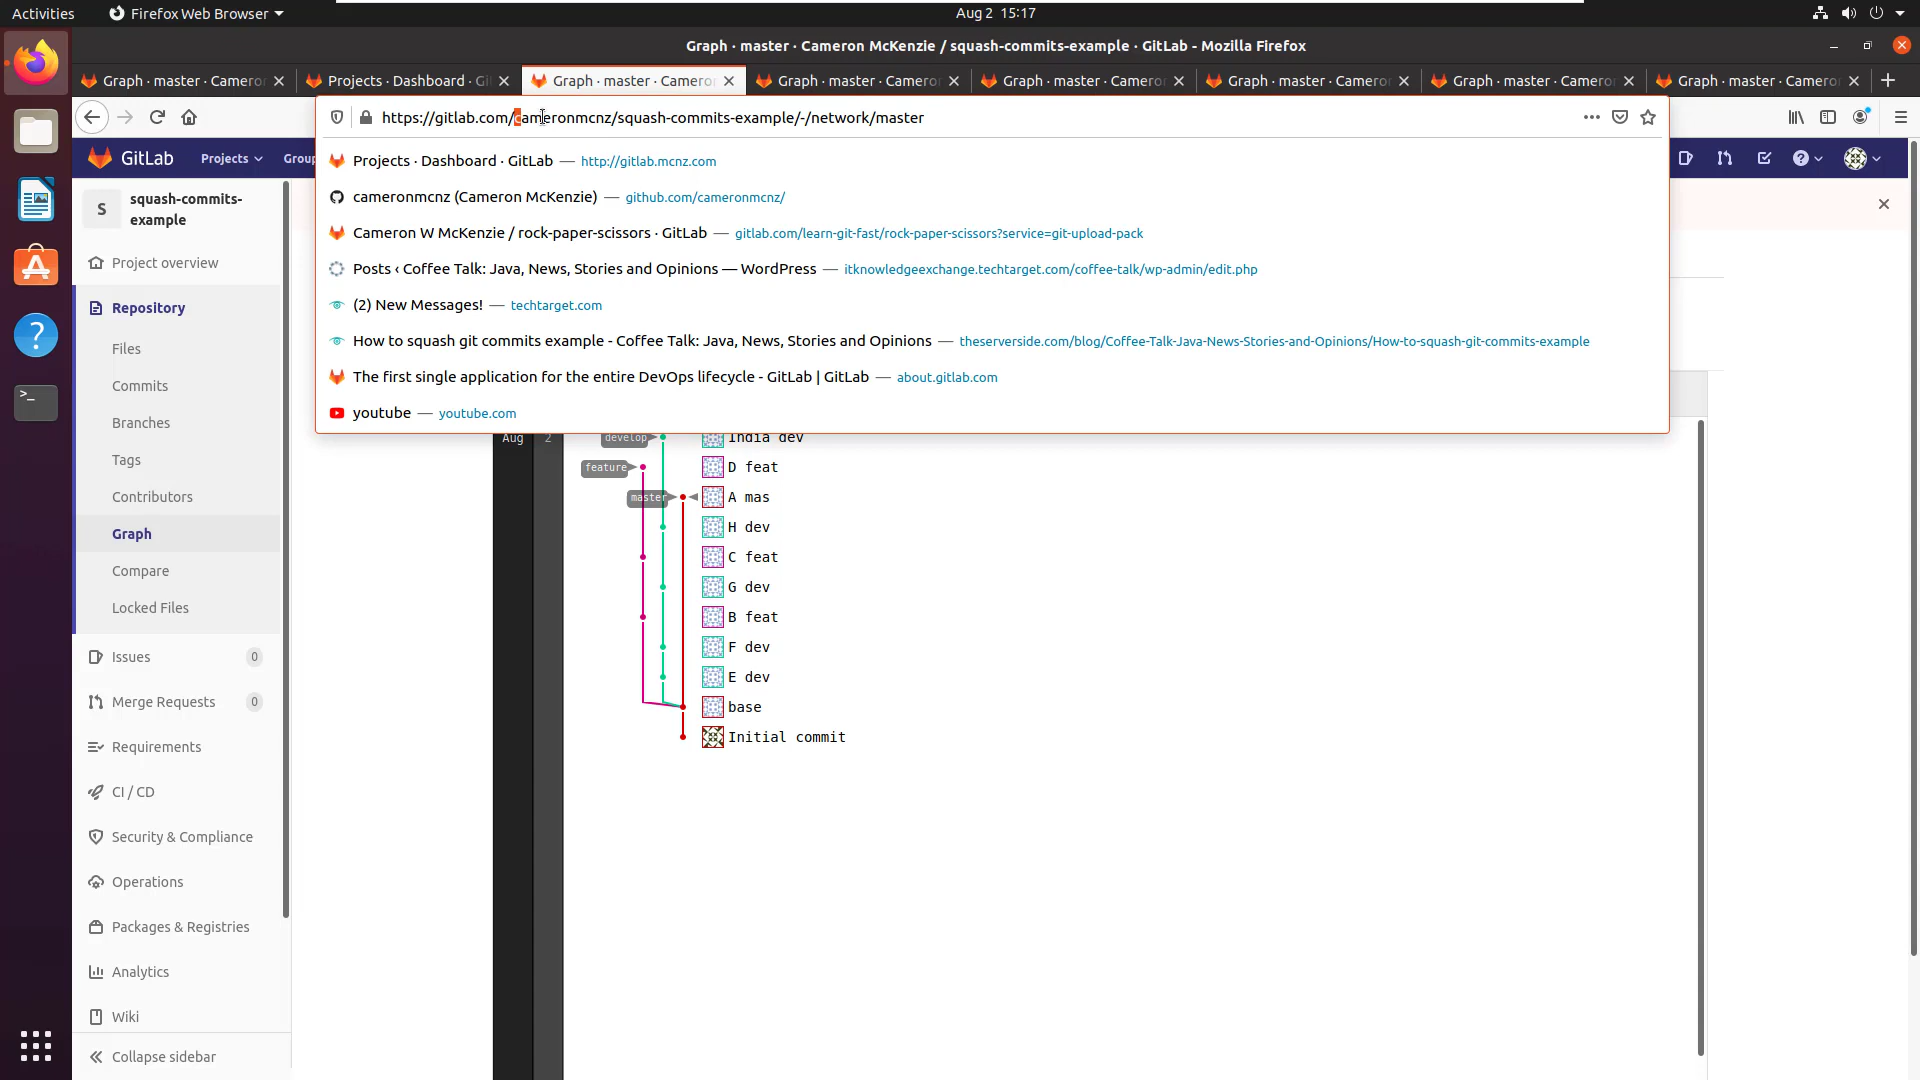 Activities
Firefox Web Browser
Aug 2 15:17
Graph · master · Cameron McKenzie / squash-commits-example · GitLab - Mozilla Firefox
Graph · master · Camero
Projects · Dashboard · Gi
Graph · master · Camero
Graph · master · Camero
Graph · master · Camero
Graph · master · Camero
Graph · master · Camero
Graph · master · Camero
https://gitlab.com/cameronmcnz/squash-commits-example/-/network/master
GitLab
Projects
Group
Projects · Dashboard · GitLab — http://gitlab.mcnz.com
cameronmcnz (Cameron McKenzie) — github.com/cameronmcnz/
Cameron W McKenzie / rock-paper-scissors · GitLab — gitlab.com/learn-git-fast/rock-paper-scissors?service=git-upload-pack
Posts ‹ Coffee Talk: Java, News, Stories and Opinions — WordPress — itknowledgeexchange.techtarget.com/coffee-talk/wp-admin/edit.php
(2) New Messages! — techtarget.com
How to squash git commits example - Coffee Talk: Java, News, Stories and Opinions — theserverside.com/blog/Coffee-Talk-Java-News-Stories-and-Opinions/How-to-squash-git-commits-example
The first single application for the entire DevOps lifecycle - GitLab | GitLab — about.gitlab.com
youtube — youtube.com
S
squash-commits-
example
Project overview
Repository
Files
Commits
Branches
Tags
Contributors
Graph
Compare
Locked Files
Issues 0
Merge Requests 0
Requirements
CI / CD
Security & Compliance
Operations
Packages & Registries
Analytics
Wiki
Collapse sidebar
Aug 2
develop India dev
feature D feat
master A mas
H dev
C feat
G dev
B feat
F dev
E dev
base
Initial commit